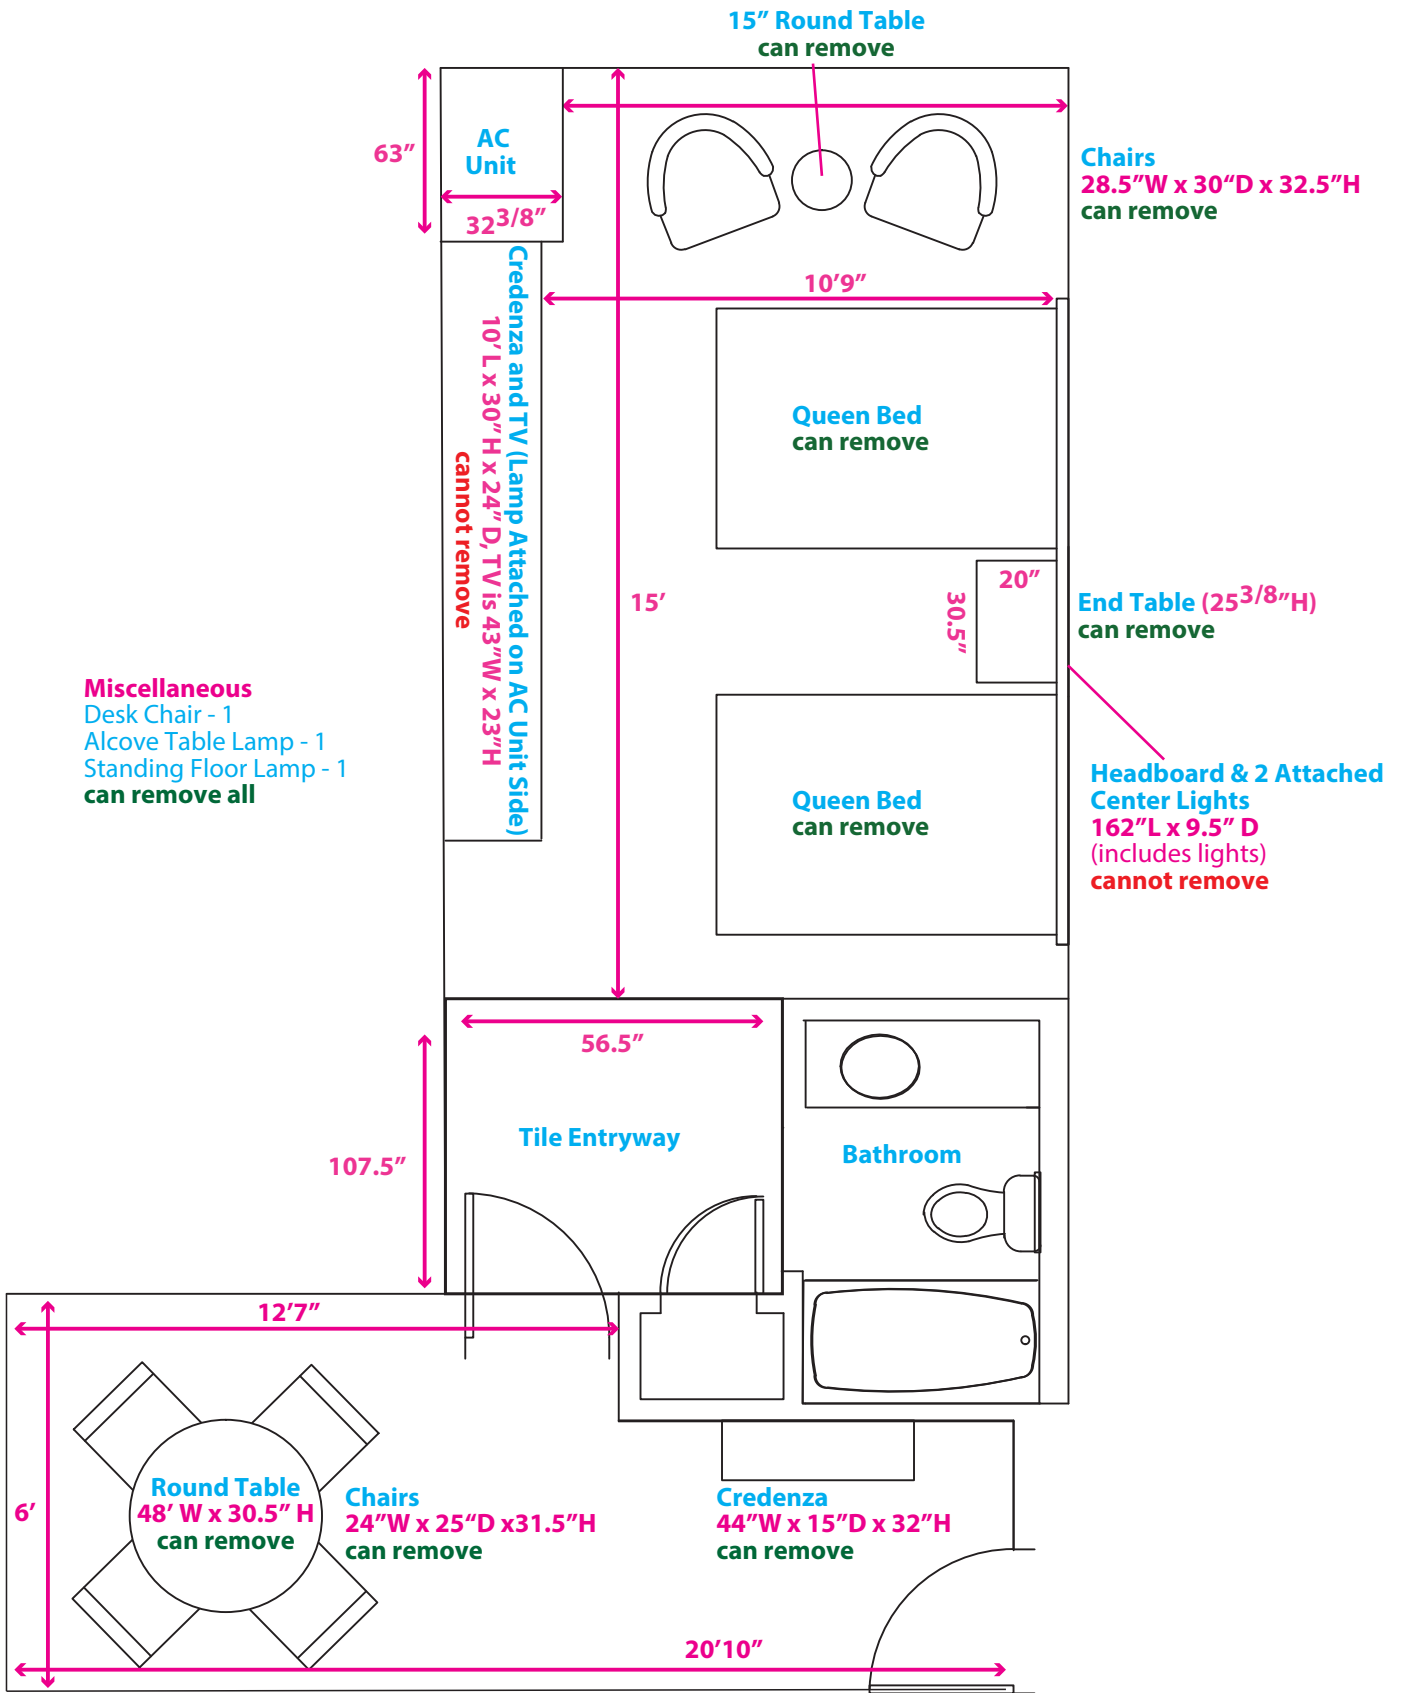 15” Round Table
can remove
AC
Unit
63”
32 3/8”
Chairs
28.5”W x 30“D x 32.5”H
can remove
10’9”
Credenza and TV (Lamp Attached on AC Unit Side)
10’ L x 30” H x 24” D, TV is 43”W x 23”H
cannot remove
Queen Bed
can remove
15’
20”
30.5”
End Table (25 3/8”H)
can remove
Miscellaneous
Desk Chair - 1
Alcove Table Lamp - 1
Standing Floor Lamp - 1
can remove all
Headboard & 2 Attached
Center Lights
162”L x 9.5” D
(includes lights)
cannot remove
Queen Bed
can remove
56.5”
107.5”
Tile Entryway
Bathroom
12’7”
6’
Round Table
48’ W x 30.5” H
can remove
Chairs
24”W x 25“D x31.5”H
can remove
Credenza
44”W x 15”D x 32”H
can remove
20’10”